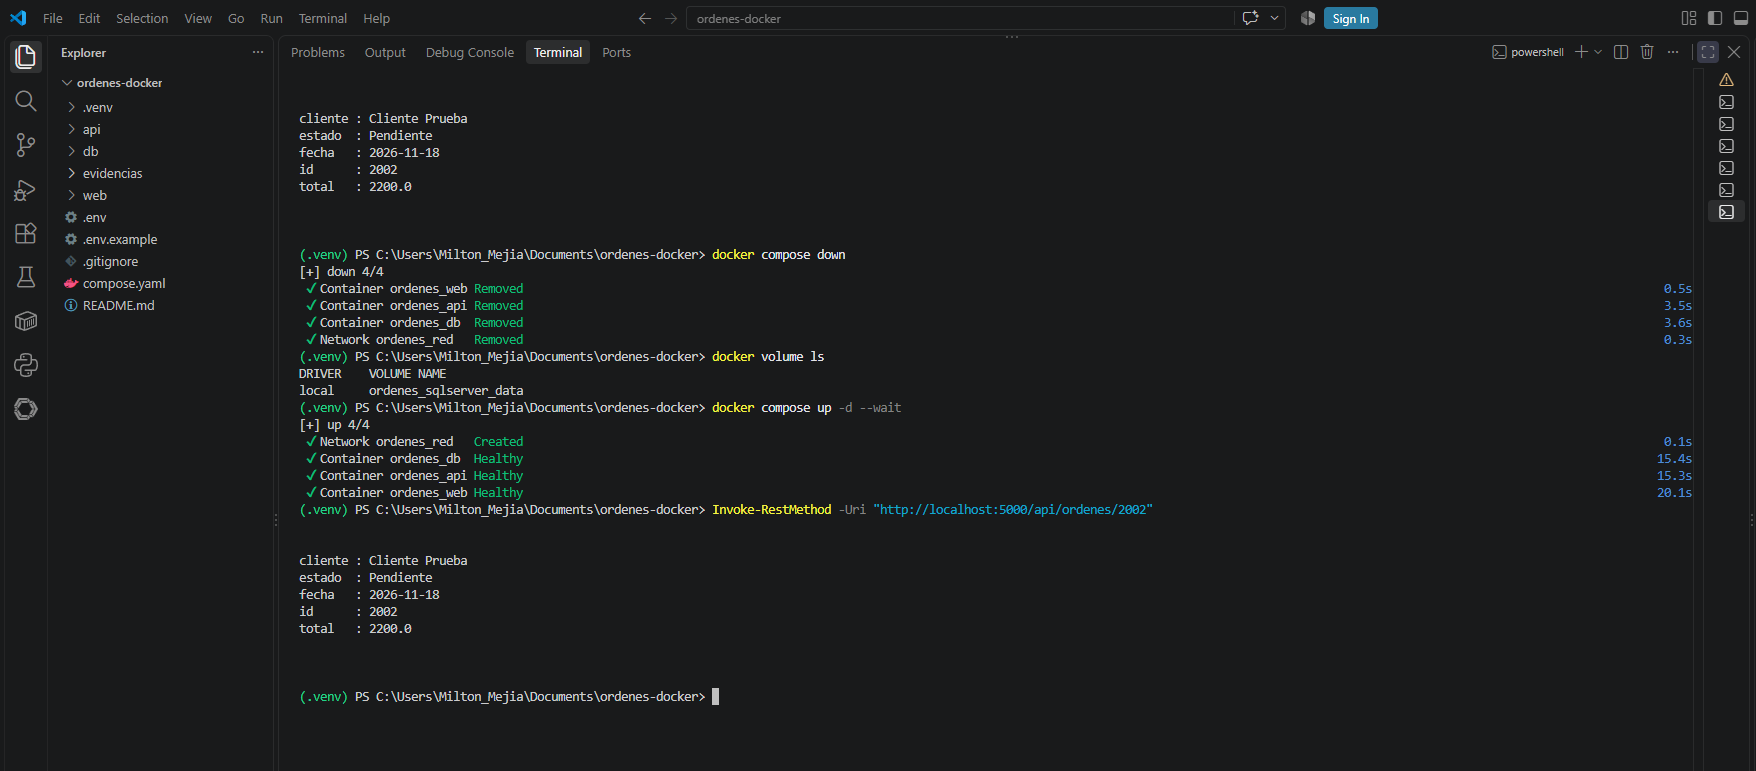 File Edit Selection View Go Run Terminal Help
ordenes-docker
Sign In
Explorer
Problems Output Debug Console Terminal Ports
powershell
ordenes-docker
.venv
api
db
evidencias
web
.env
.env.example
.gitignore
compose.yaml
README.md
cliente : Cliente Prueba
estado : Pendiente
fecha : 2026-11-18
id : 2002
total : 2200.0
(.venv) PS C:\Users\Milton_Mejia\Documents\ordenes-docker> docker compose down
[+] down 4/4
✓ Container ordenes_web Removed 0.5s
✓ Container ordenes_api Removed 3.5s
✓ Container ordenes_db Removed 3.6s
✓ Network ordenes_red Removed 0.3s
(.venv) PS C:\Users\Milton_Mejia\Documents\ordenes-docker> docker volume ls
DRIVER VOLUME NAME
local ordenes_sqlserver_data
(.venv) PS C:\Users\Milton_Mejia\Documents\ordenes-docker> docker compose up -d --wait
[+] up 4/4
✓ Network ordenes_red Created 0.1s
✓ Container ordenes_db Healthy 15.4s
✓ Container ordenes_api Healthy 15.3s
✓ Container ordenes_web Healthy 20.1s
(.venv) PS C:\Users\Milton_Mejia\Documents\ordenes-docker> Invoke-RestMethod -Uri "http://localhost:5000/api/ordenes/2002"
cliente : Cliente Prueba
estado : Pendiente
fecha : 2026-11-18
id : 2002
total : 2200.0
(.venv) PS C:\Users\Milton_Mejia\Documents\ordenes-docker>